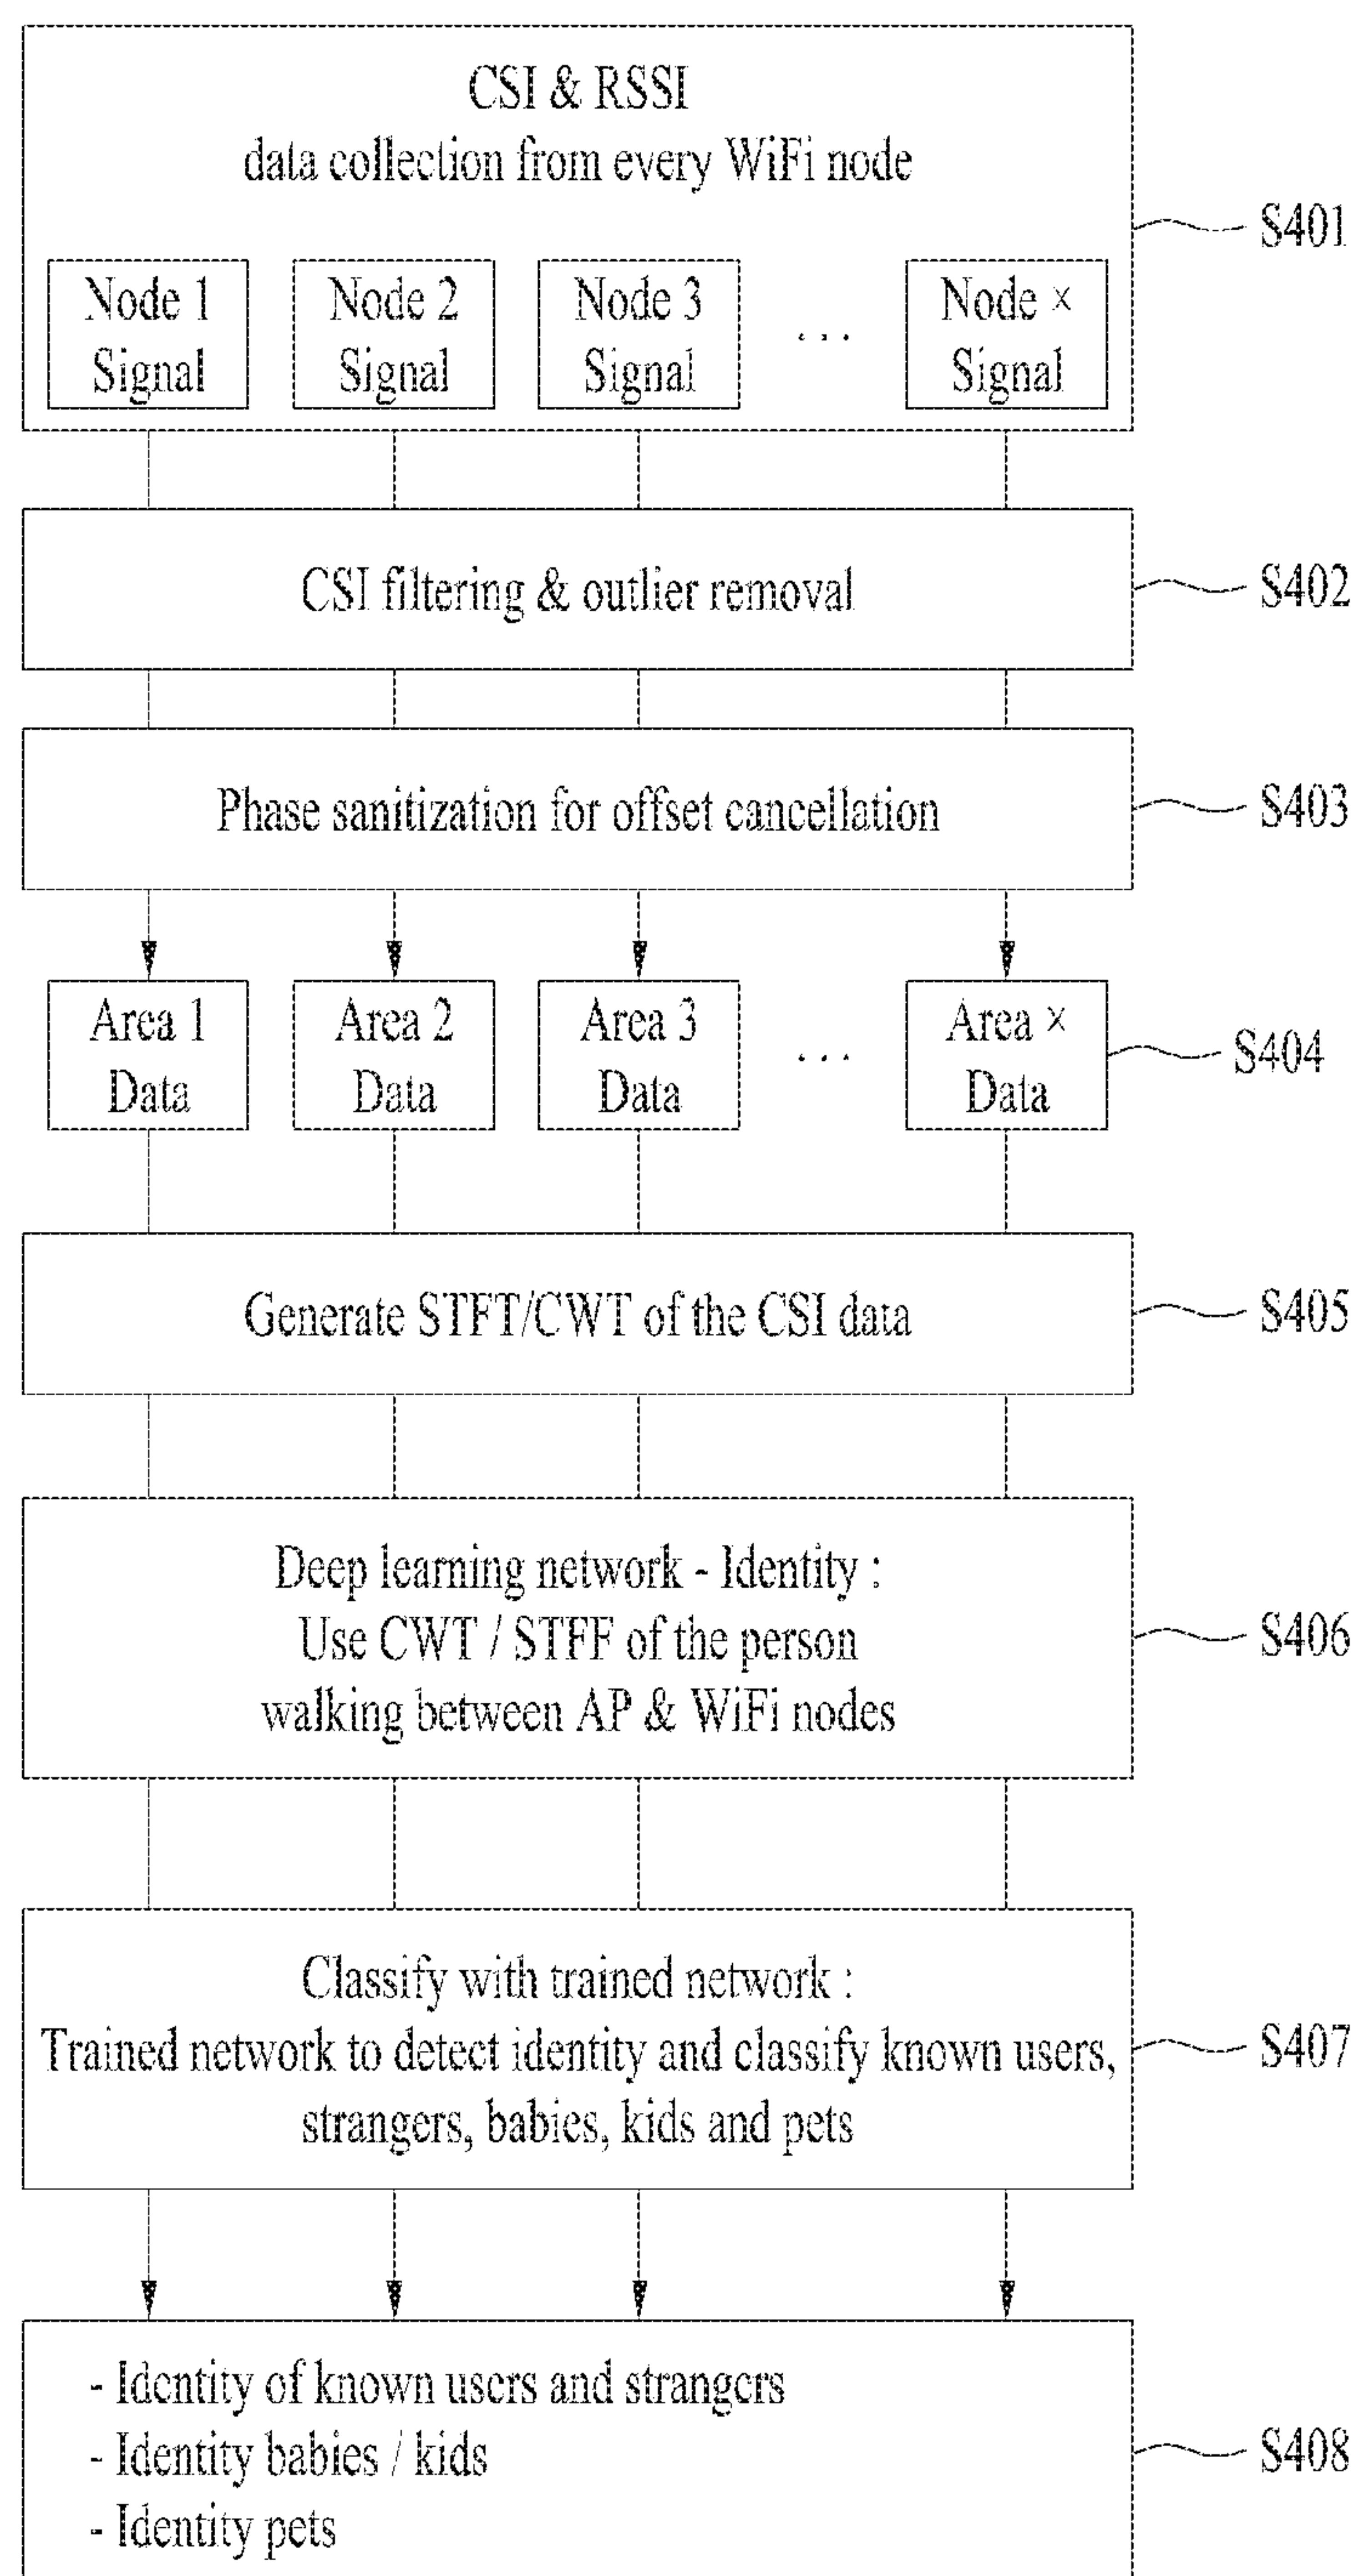 CSI & RSSI
data collection from every WiFi node
S401
Node 1
Signal
Node 2
Signal
Node 3
Signal
. . .
Node ×
Signal
CSI filtering & outlier removal
S402
Phase sanitization for offset cancellation
S403
Area 1
Data
Area 2
Data
Area 3
Data
. . .
Area ×
Data
S404
Generate STFT/CWT of the CSI data
S405
Deep learning network - Identity :
Use CWT / STFF of the person
walking between AP & WiFi nodes
S406
Classify with trained network :
Trained network to detect identity and classify known users,
strangers, babies, kids and pets
S407
- Identity of known users and strangers
- Identity babies / kids
- Identity pets
S408